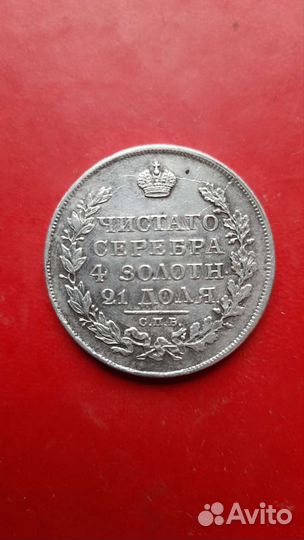 ЧИСТАГО
СЕРЕБРА
4 ЗОЛОТН.
21 ДОЛЯ
С.П.Б.
Avito